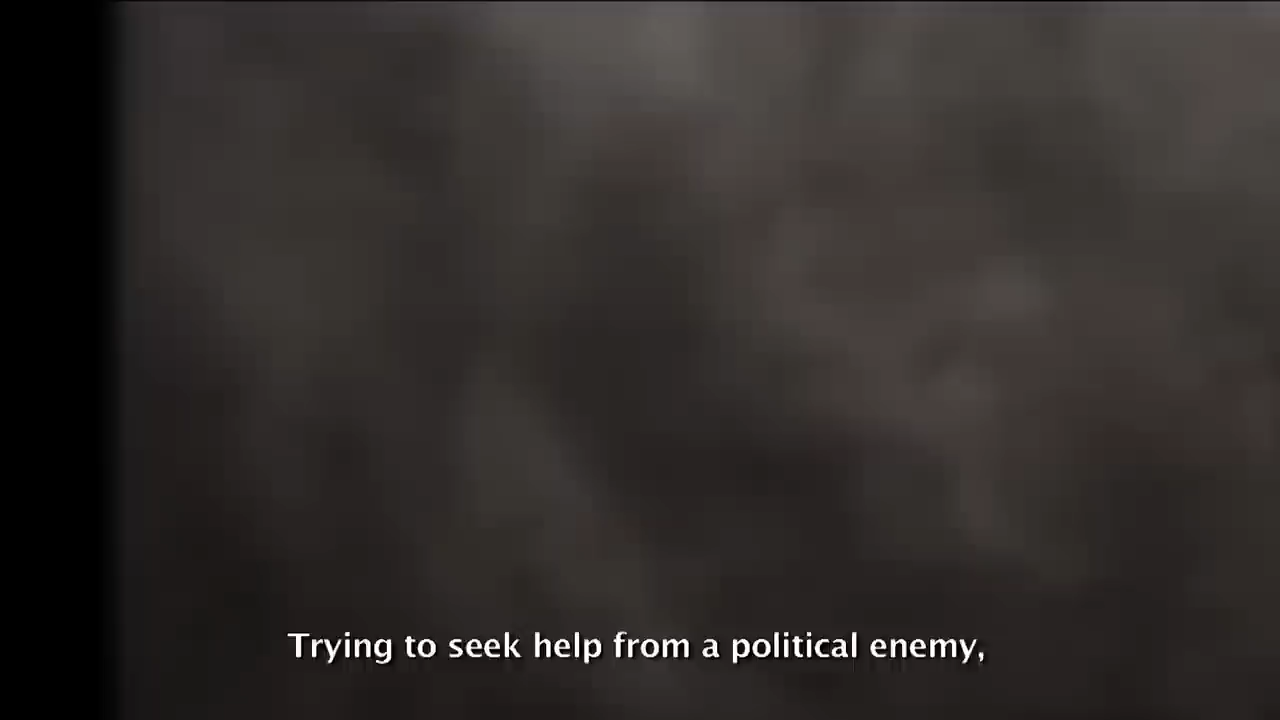 Trying to seek help from a political enemy,